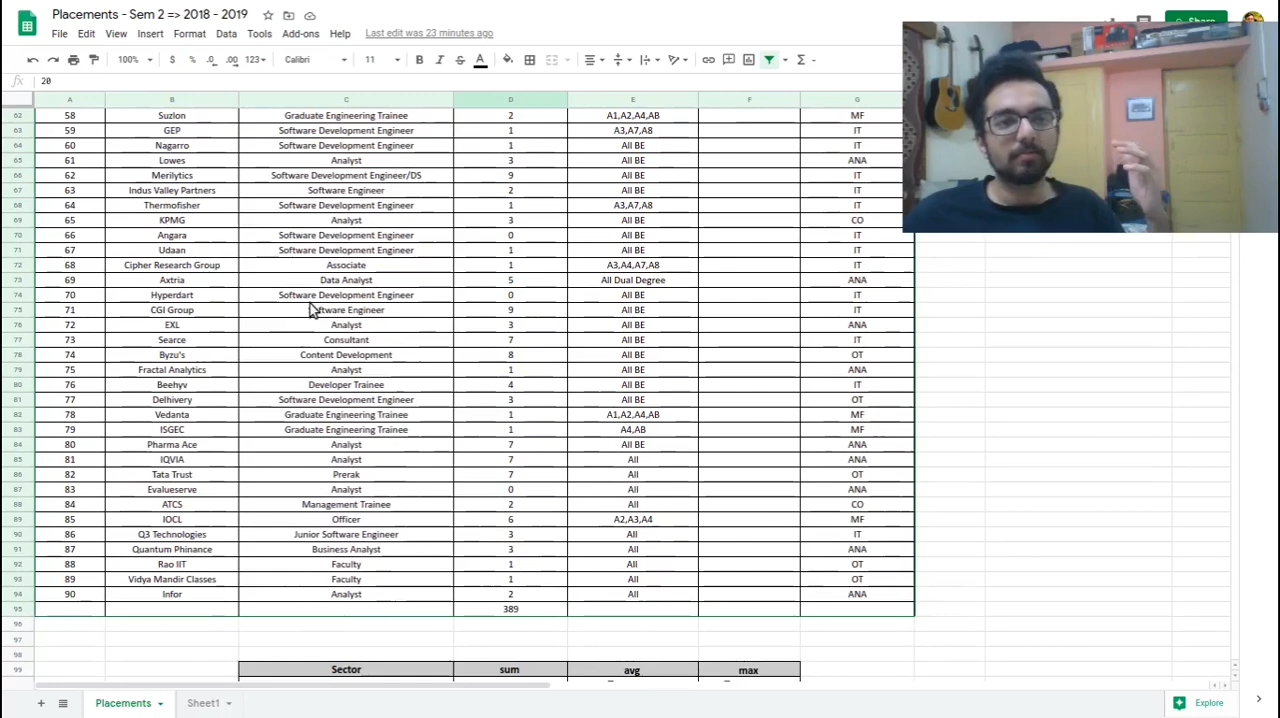 Placements - Sem 2 => 2018 - 2019
File Edit View Insert Format Data Tools Add-ons Help Last edit was 23 minutes ago
Share
100% $ % .0 .00 123 Calibri 11 B I S A
fx 20
A B C D E F G
62 58 Suzlon Graduate Engineering Trainee 2 A1,A2,A4,AB MF
63 59 GEP Software Development Engineer 1 A3,A7,A8 IT
64 60 Nagarro Software Development Engineer 1 All BE IT
65 61 Lowes Analyst 3 All BE ANA
66 62 Merilytics Software Development Engineer/DS 9 All BE IT
67 63 Indus Valley Partners Software Engineer 2 All BE IT
68 64 Thermofisher Software Development Engineer 1 A3,A7,A8 IT
69 65 KPMG Analyst 3 All BE CO
70 66 Angara Software Development Engineer 0 All BE IT
71 67 Udaan Software Development Engineer 1 All BE IT
72 68 Cipher Research Group Associate 1 A3,A4,A7,A8 IT
73 69 Axtria Data Analyst 5 All Dual Degree ANA
74 70 Hyperdart Software Development Engineer 0 All BE IT
75 71 CGI Group Software Engineer 9 All BE IT
76 72 EXL Analyst 3 All BE ANA
77 73 Searce Consultant 7 All BE IT
78 74 Byzu's Content Development 8 All BE OT
79 75 Fractal Analytics Analyst 1 All BE ANA
80 76 Beehyv Developer Trainee 4 All BE IT
81 77 Delhivery Software Development Engineer 3 All BE OT
82 78 Vedanta Graduate Engineering Trainee 1 A1,A2,A4,AB MF
83 79 ISGEC Graduate Engineering Trainee 1 A4,AB MF
84 80 Pharma Ace Analyst 7 All BE ANA
85 81 IQVIA Analyst 7 All ANA
86 82 Tata Trust Prerak 7 All OT
87 83 Evalueserve Analyst 0 All ANA
88 84 ATCS Management Trainee 2 All CO
89 85 IOCL Officer 6 A2,A3,A4 MF
90 86 Q3 Technologies Junior Software Engineer 3 All IT
91 87 Quantum Phinance Business Analyst 3 All ANA
92 88 Rao IIT Faculty 1 All OT
93 89 Vidya Mandir Classes Faculty 1 All OT
94 90 Infor Analyst 2 All ANA
95 389
96
97
98
99 Sector sum avg max
Placements Sheet1 Explore